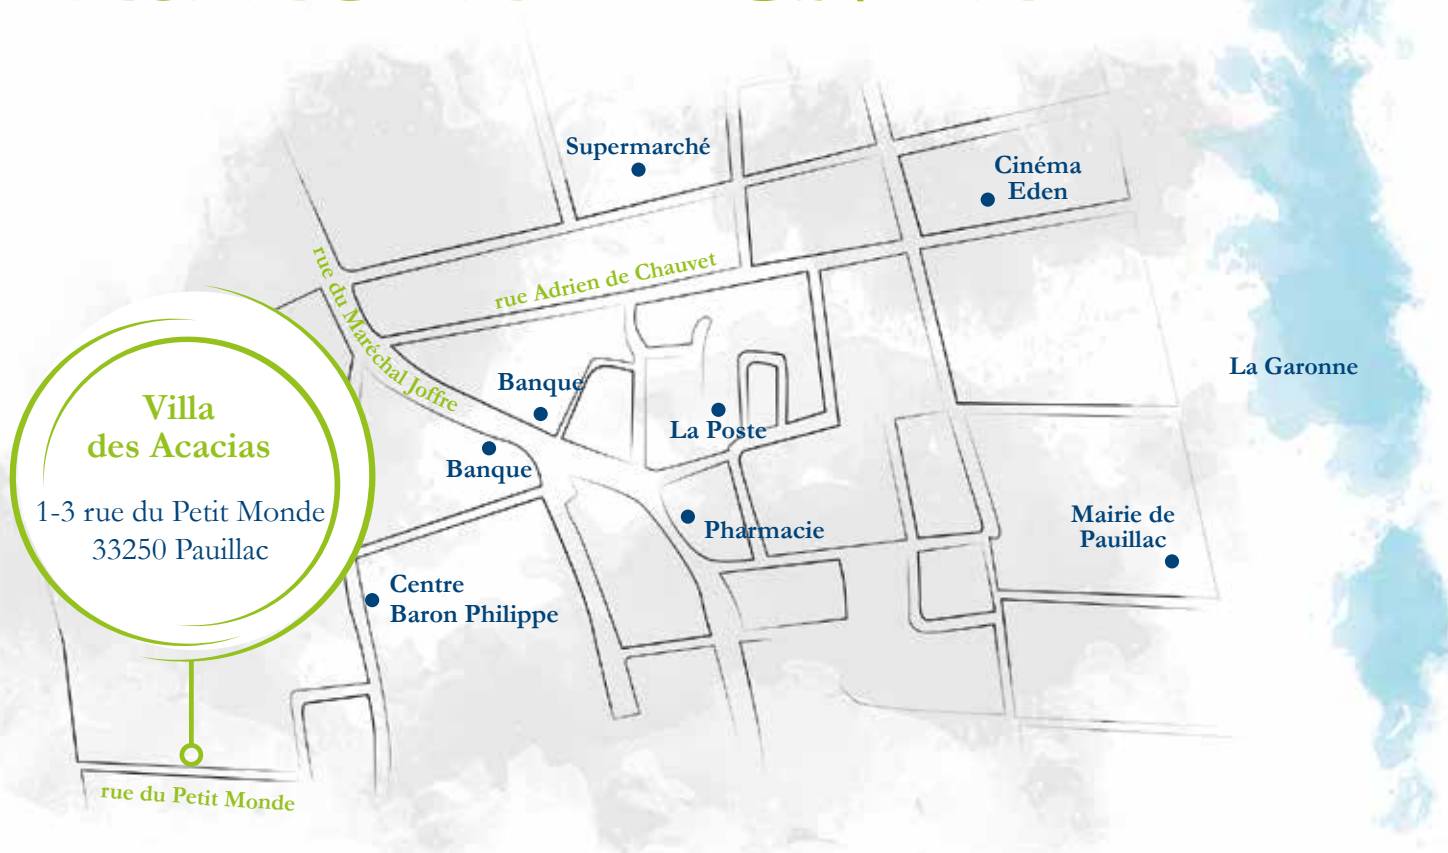 Supermarché
Cinéma
Eden
rue du Maréchal Joffre
rue Adrien de Chauvet
La Garonne
Banque
Villa
des Acacias
La Poste
Banque
1-3 rue du Petit Monde
33250 Pauillac
Pharmacie
Mairie de
Pauillac
Centre
Baron Philippe
rue du Petit Monde